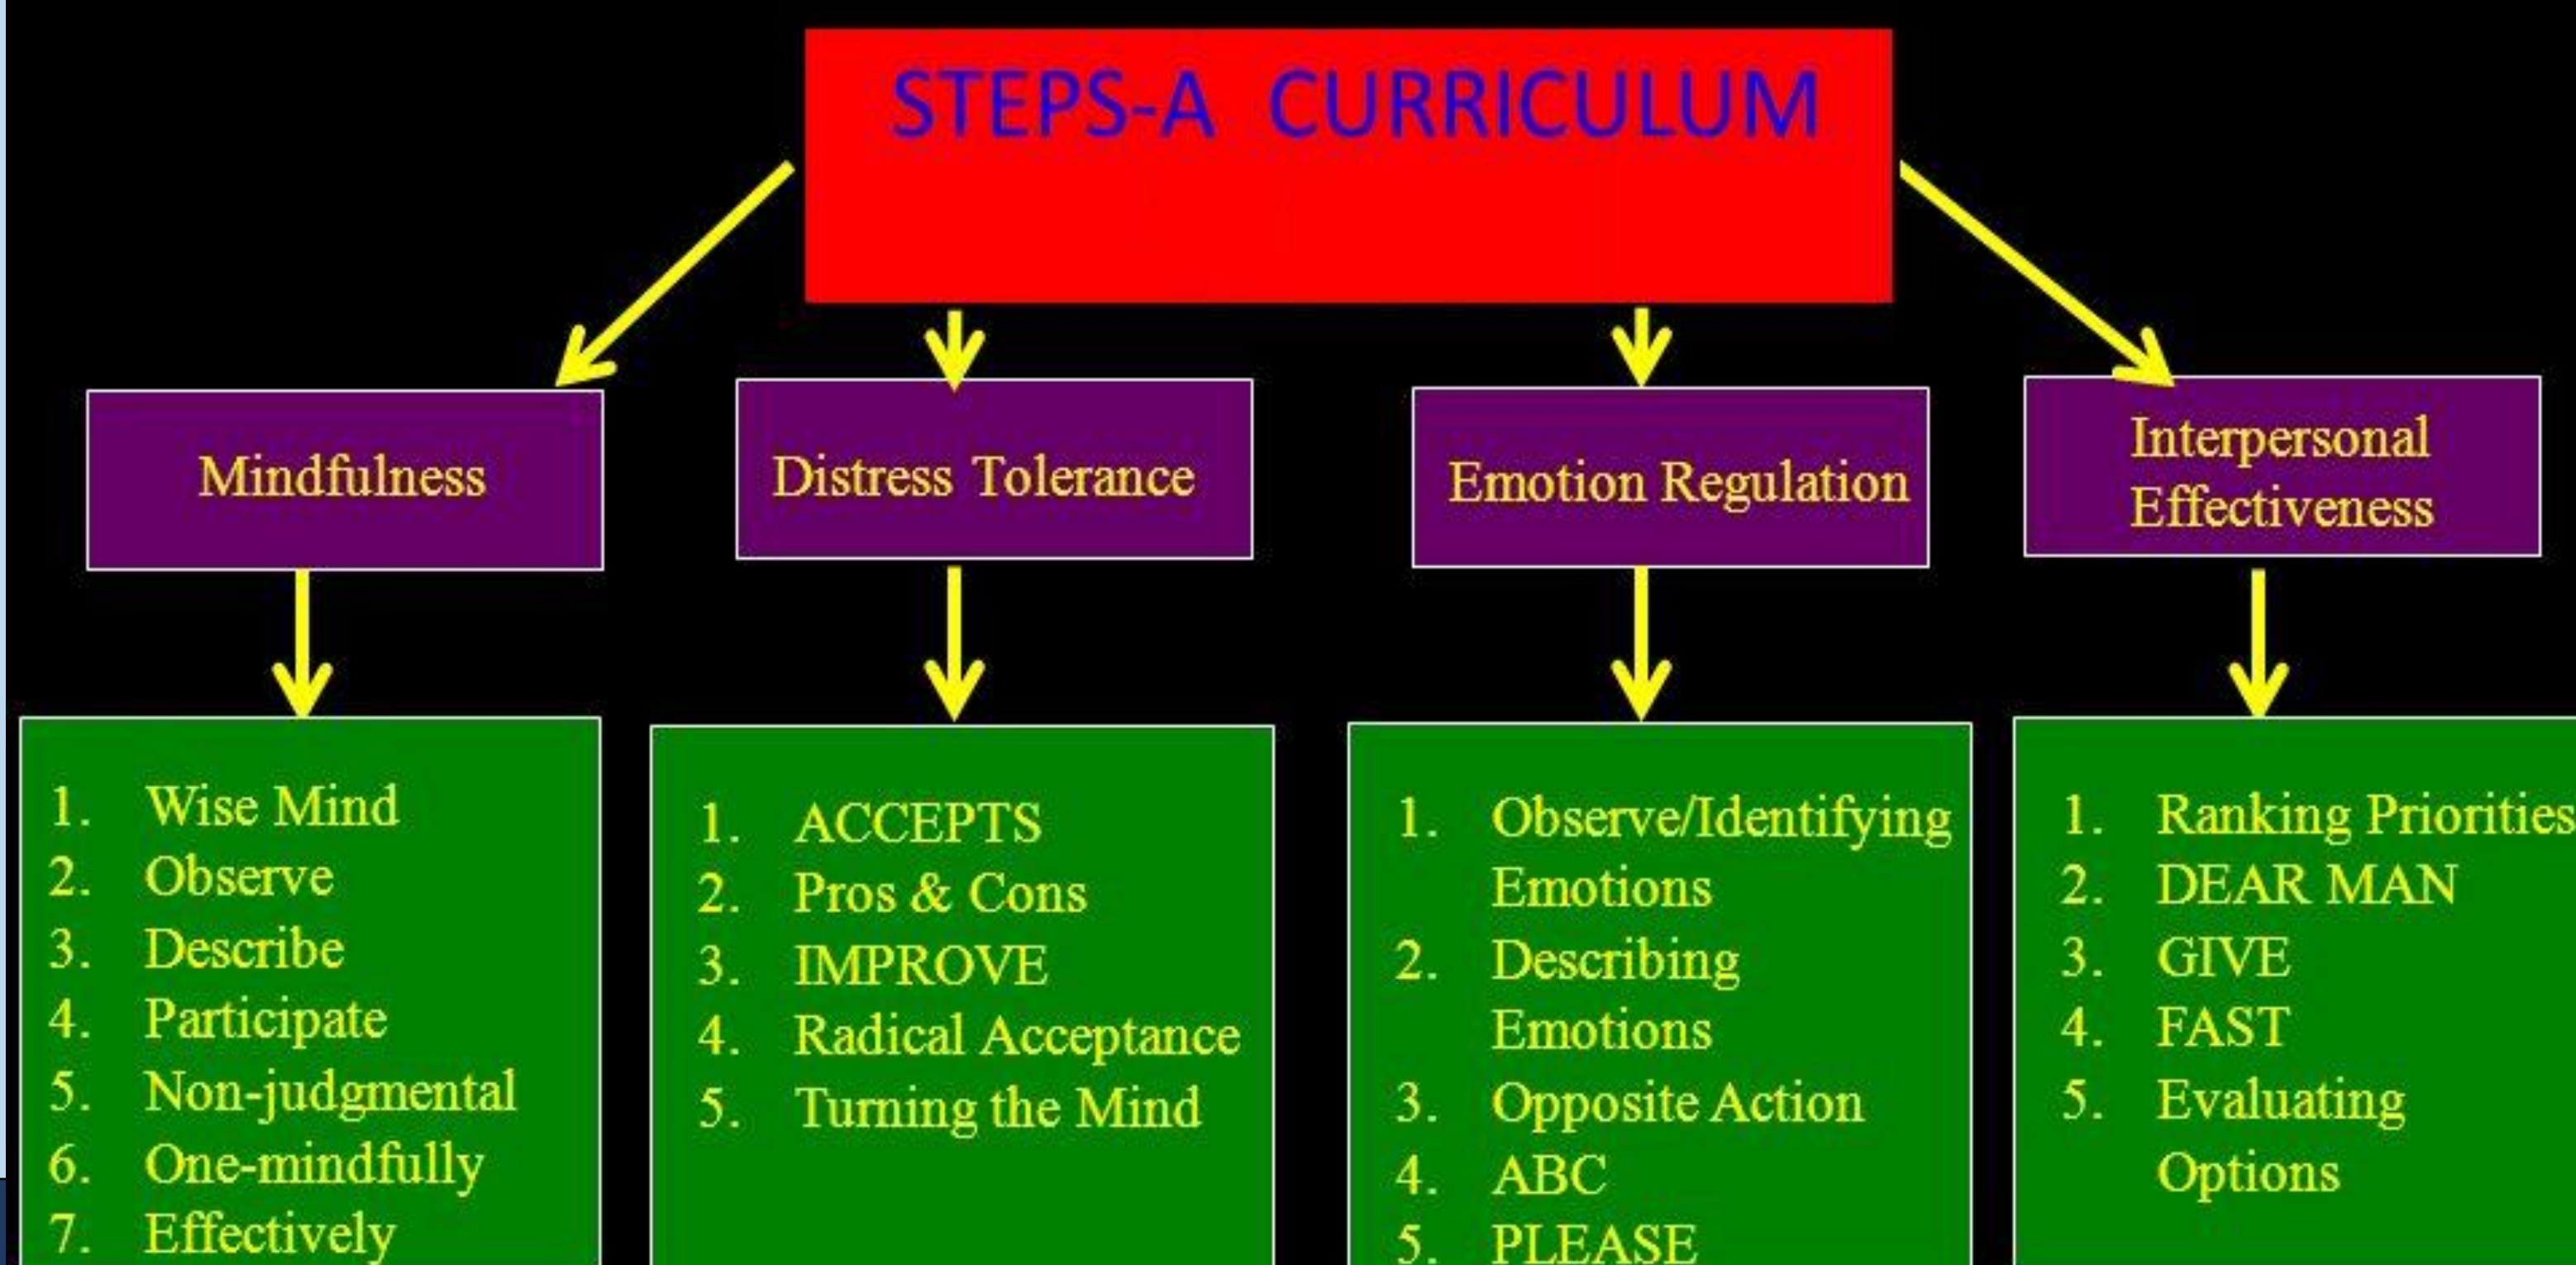 STEPS-A CURRICULUM
Mindfulness
Distress Tolerance
Emotion Regulation
Interpersonal
Effectiveness
1. Wise Mind
2. Observe
3. Describe
4. Participate
5. Non-judgmental
6. One-mindfully
7. Effectively
1. ACCEPTS
2. Pros & Cons
3. IMPROVE
4. Radical Acceptance
5. Turning the Mind
1. Observe/Identifying
Emotions
2. Describing
Emotions
3. Opposite Action
4. ABC
5. PLEASE
1. Ranking Priorities
2. DEAR MAN
3. GIVE
4. FAST
5. Evaluating
Options